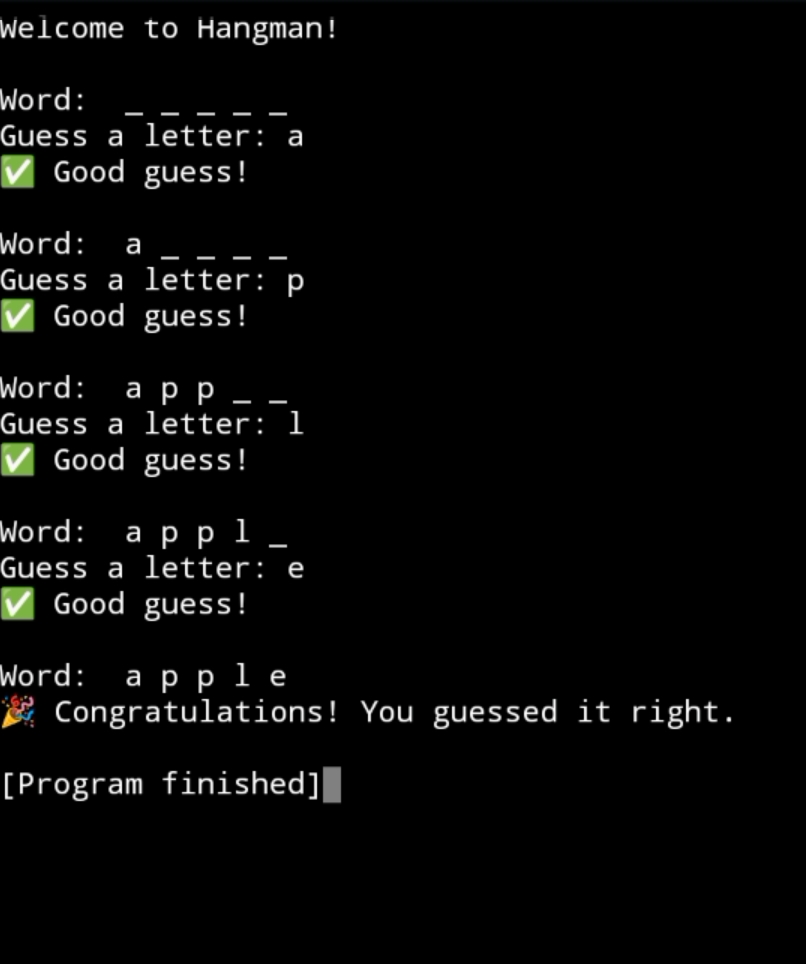 Welcome to Hangman!
Word:  _ _ _ _ _
Guess a letter: a
✅ Good guess!
Word:  a _ _ _ _
Guess a letter: p
✅ Good guess!
Word:  a p p _ _
Guess a letter: l
✅ Good guess!
Word:  a p p l _
Guess a letter: e
✅ Good guess!
Word:  a p p l e
🎉 Congratulations! You guessed it right.
[Program finished]